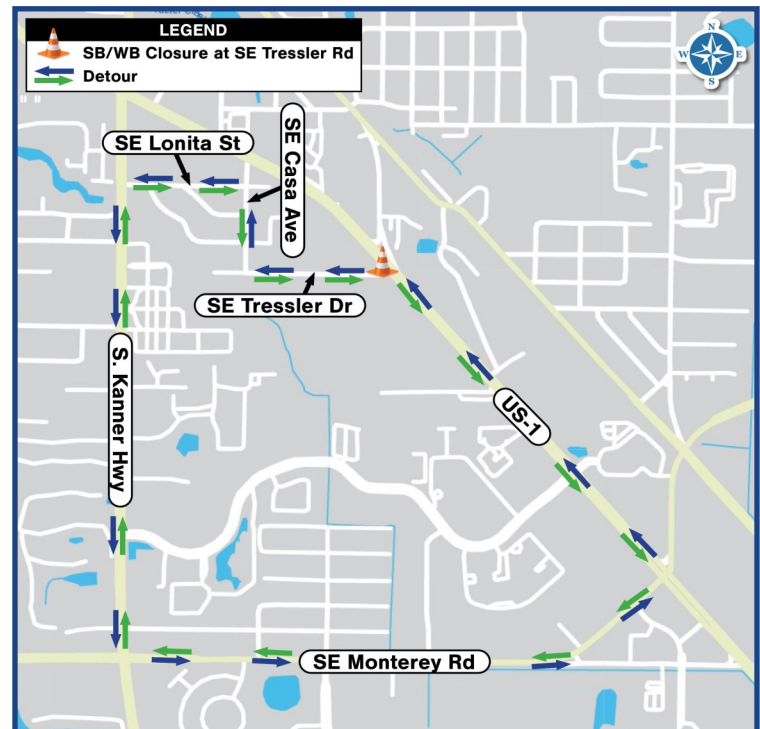 LEGEND
SB/WB Closure at SE Tressler Rd
Detour
N
W
E
S
SE Lonita St
SE Casa Ave
SE Tressler Dr
S. Kanner Hwy
US-1
SE Monterey Rd